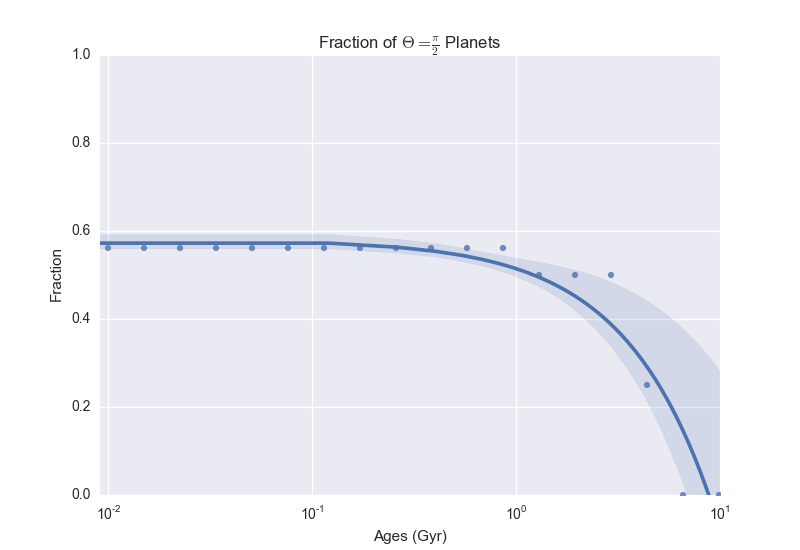 Fraction of Θ = π/2 Planets
1.0
0.8
0.6
0.4
0.2
0.0
Fraction
10⁻² 10⁻¹ 10⁰ 10¹
Ages (Gyr)